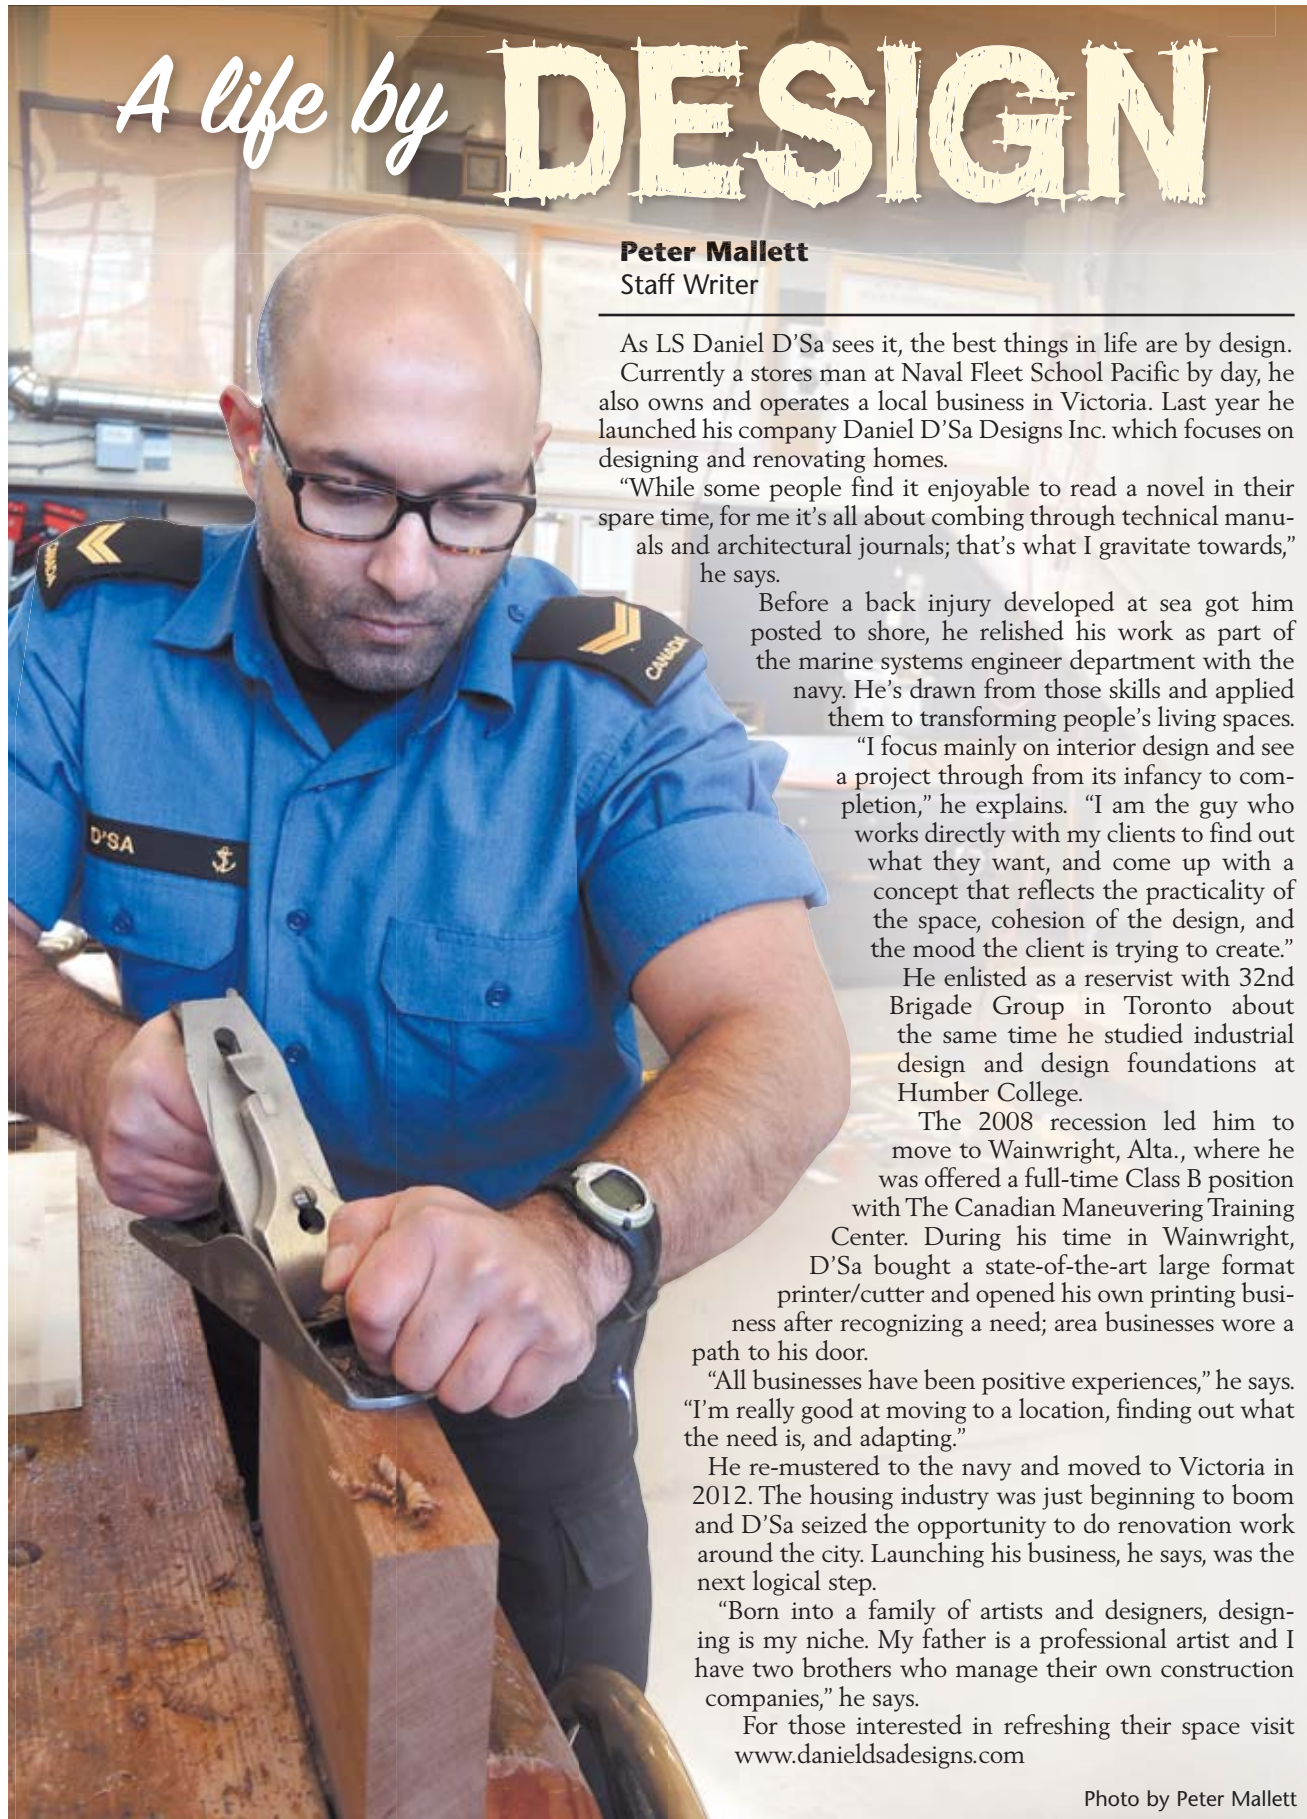 A life by DESIGN
Peter Mallett
Staff Writer
As LS Daniel D'Sa sees it, the best things in life are by design.
Currently a stores man at Naval Fleet School Pacific by day, he
also owns and operates a local business in Victoria. Last year he
launched his company Daniel D'Sa Designs Inc. which focuses on
designing and renovating homes.
“While some people find it enjoyable to read a novel in their
spare time, for me it's all about combing through technical manu-
als and architectural journals; that's what I gravitate towards,”
he says.
Before a back injury developed at sea got him
posted to shore, he relished his work as part of
the marine systems engineer department with the
navy. He's drawn from those skills and applied
them to transforming people's living spaces.
“I focus mainly on interior design and see
a project through from its infancy to com-
pletion,” he explains. “I am the guy who
works directly with my clients to find out
what they want, and come up with a
concept that reflects the practicality of
the space, cohesion of the design, and
the mood the client is trying to create.”
He enlisted as a reservist with 32nd
Brigade Group in Toronto about
the same time he studied industrial
design and design foundations at
Humber College.
The 2008 recession led him to
move to Wainwright, Alta., where he
was offered a full-time Class B position
with The Canadian Maneuvering Training
Center. During his time in Wainwright,
D'Sa bought a state-of-the-art large format
printer/cutter and opened his own printing busi-
ness after recognizing a need; area businesses wore a
path to his door.
“All businesses have been positive experiences,” he says.
“I'm really good at moving to a location, finding out what
the need is, and adapting.”
He re-mustered to the navy and moved to Victoria in
2012. The housing industry was just beginning to boom
and D'Sa seized the opportunity to do renovation work
around the city. Launching his business, he says, was the
next logical step.
“Born into a family of artists and designers, design-
ing is my niche. My father is a professional artist and I
have two brothers who manage their own construction
companies,” he says.
For those interested in refreshing their space visit
www.danieldsadesigns.com
Photo by Peter Mallett
CANADA
CANADA
D'SA